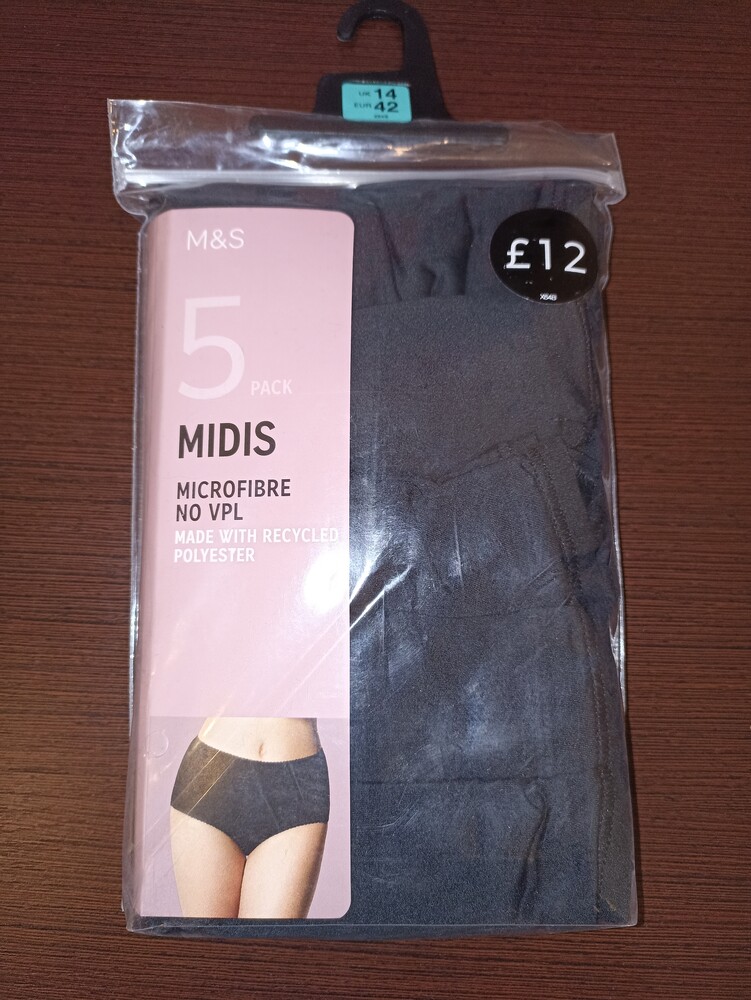 UK 14
EUR 42
M&S
£12
5 PACK
MIDIS
MICROFIBRE
NO VPL
MADE WITH RECYCLED
POLYESTER